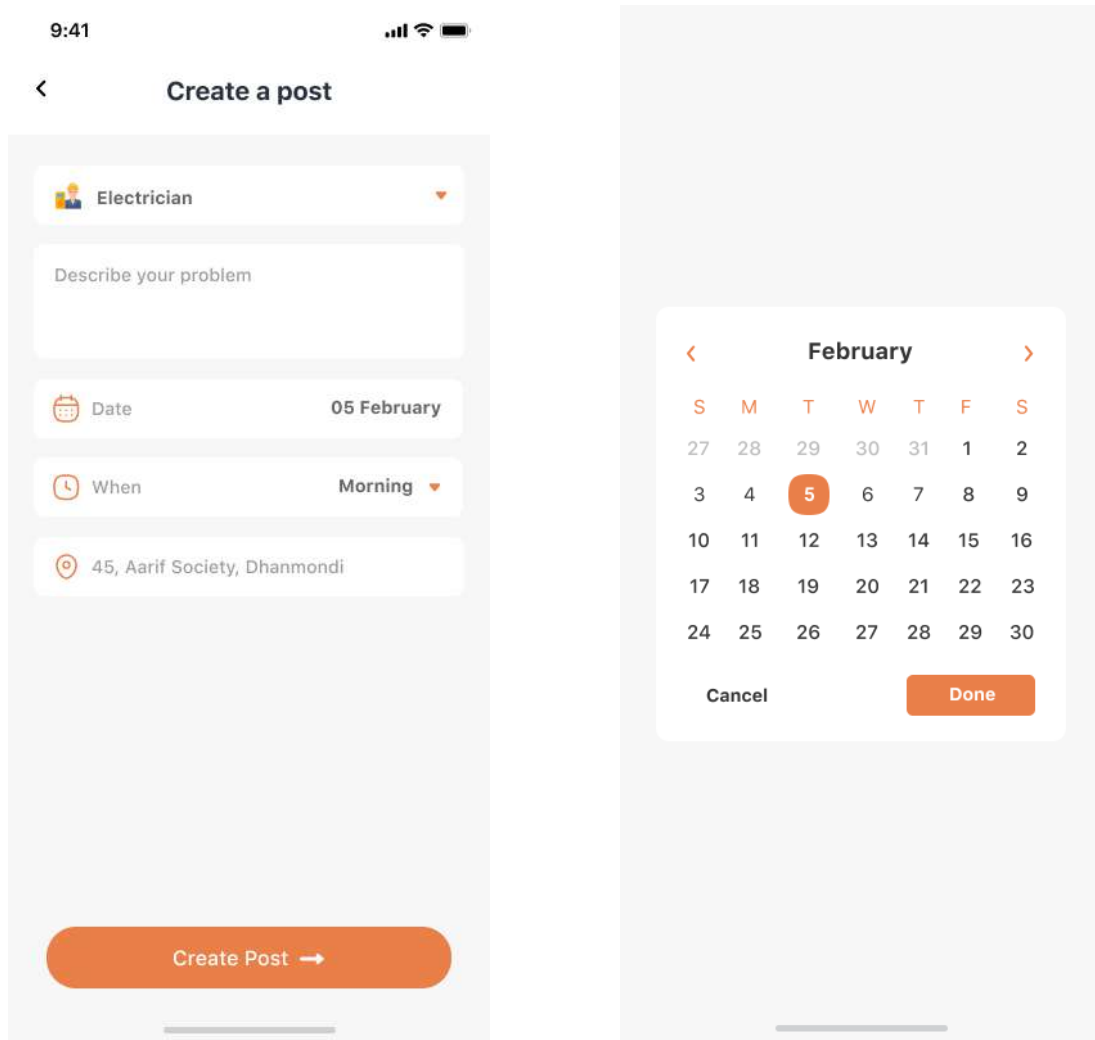 9:41
Create a post
Electrician
Describe your problem
Date 05 February
When Morning
45, Aarif Society, Dhanmondi
Create Post
February
S M T W T F S
27 28 29 30 31 1 2
3 4 5 6 7 8 9
10 11 12 13 14 15 16
17 18 19 20 21 22 23
24 25 26 27 28 29 30
Cancel Done